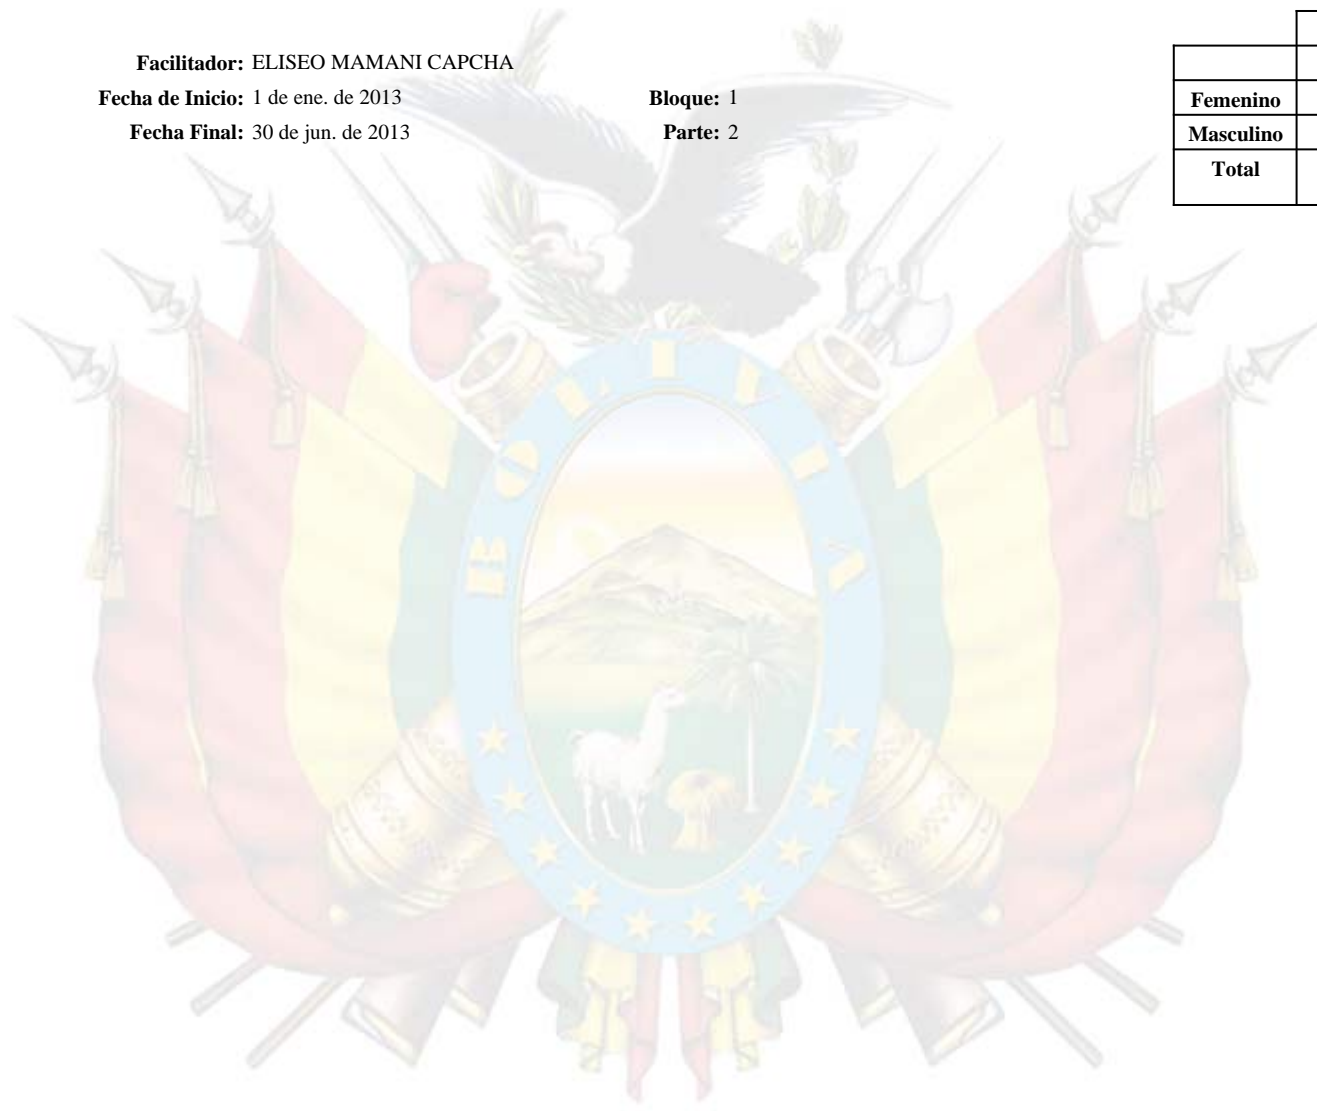 Facilitador: ELISEO MAMANI CAPCHA
Fecha de Inicio: 1 de ene. de 2013 Bloque: 1
Fecha Final: 30 de jun. de 2013 Parte: 2
Femenino
Masculino
Total
BOLIVIA